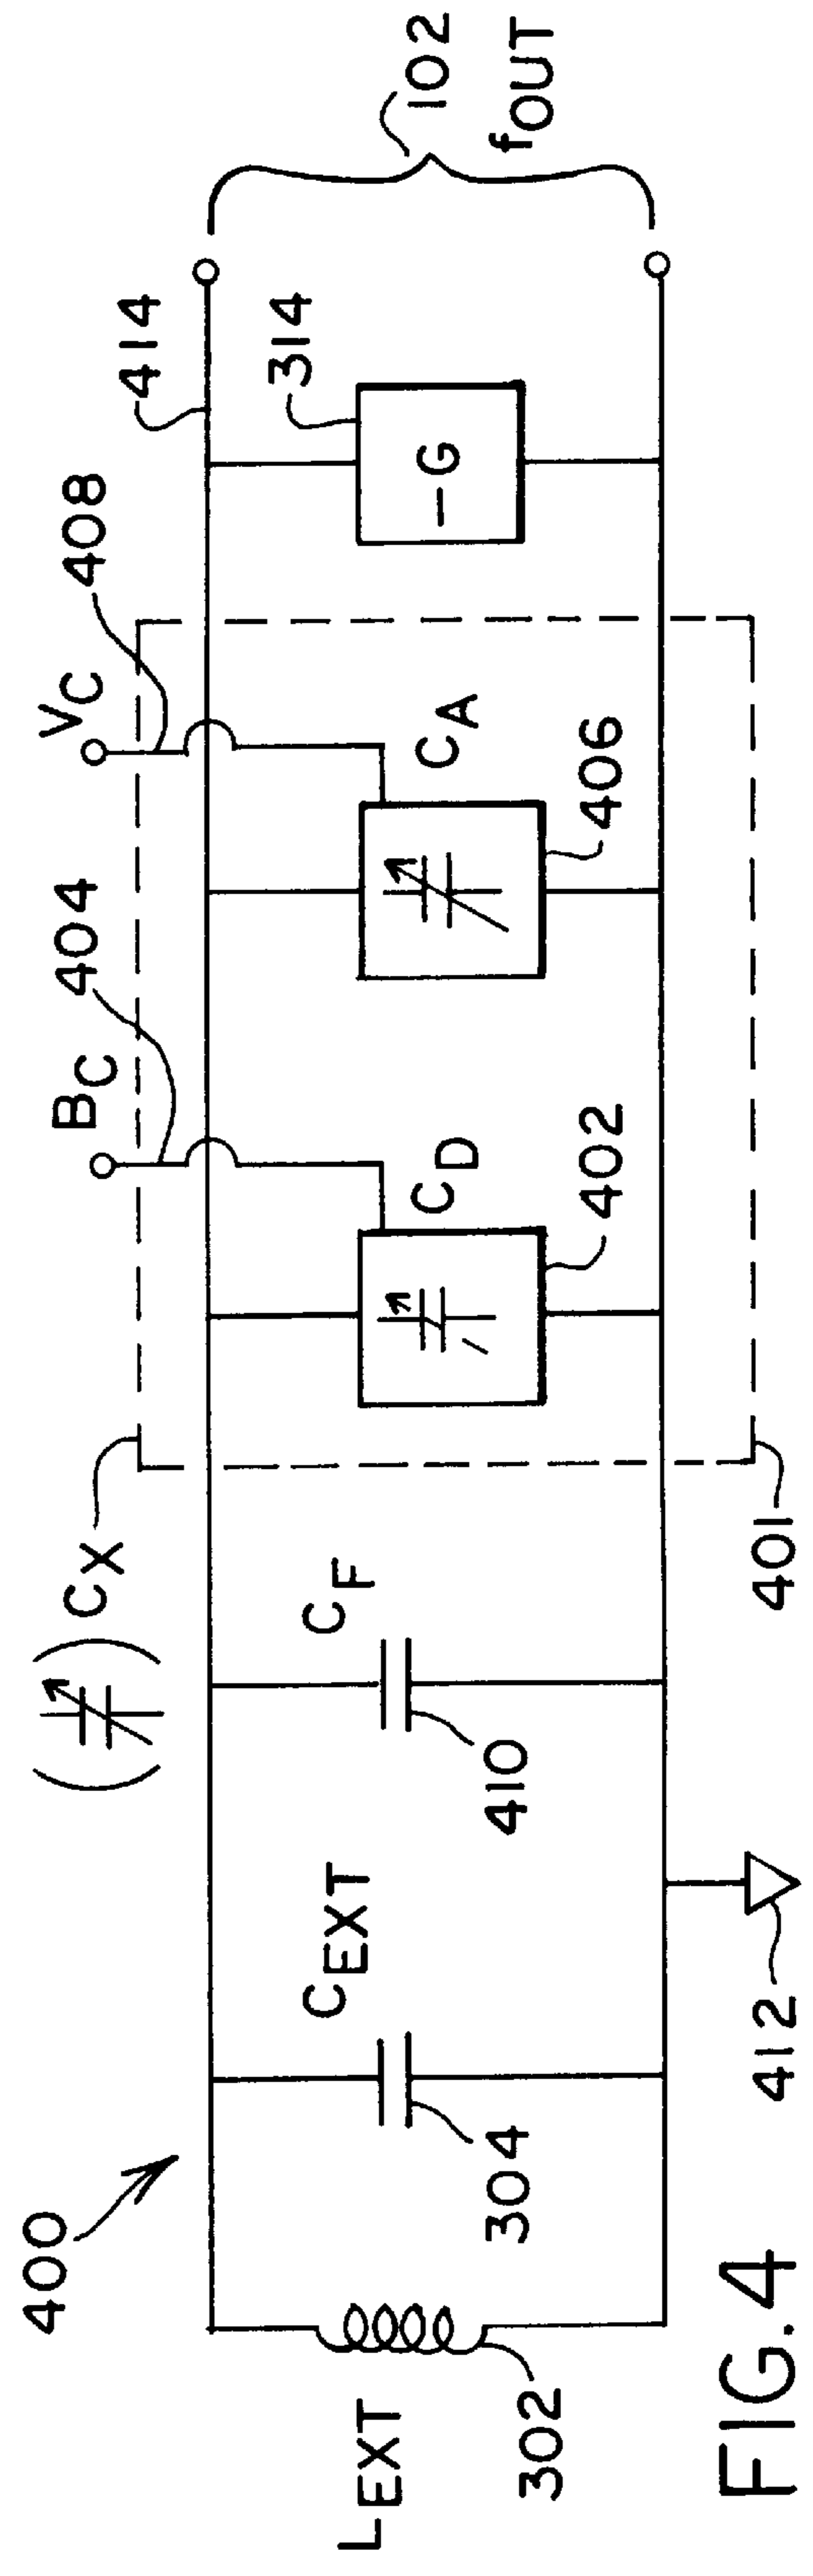 400
( ) CX
BC
404
VC
408
414
102
fOUT
LEXT
302
CEXT
304
CF
410
CD
402
CA
406
-G
314
412
401
FIG. 4